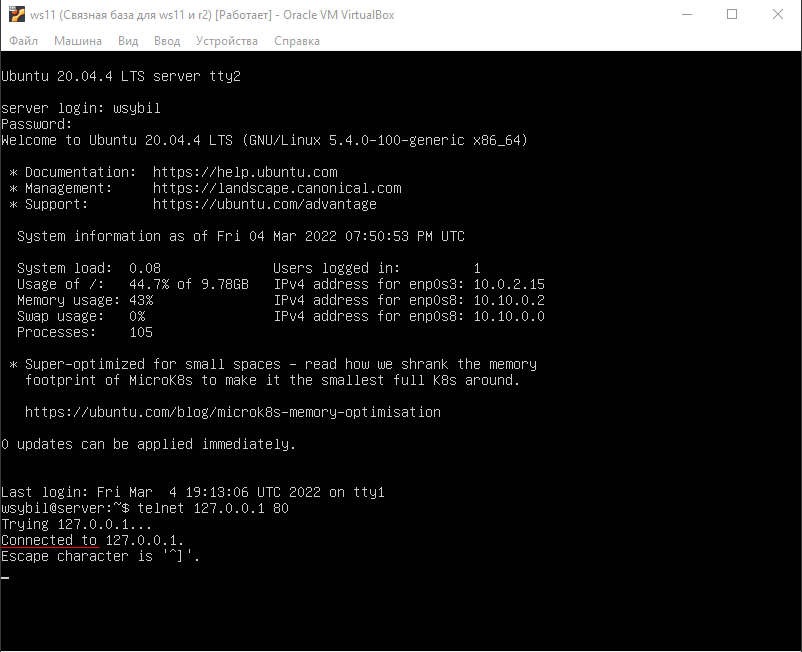 ws11 (Связная база для ws11 и r2) [Работает] - Oracle VM VirtualBox
Файл Машина Вид Ввод Устройства Справка
Ubuntu 20.04.4 LTS server tty2
server login: wsybil
Password:
Welcome to Ubuntu 20.04.4 LTS (GNU/Linux 5.4.0-100-generic x86_64)
* Documentation: https://help.ubuntu.com
* Management: https://landscape.canonical.com
* Support: https://ubuntu.com/advantage
System information as of Fri 04 Mar 2022 07:50:53 PM UTC
System load: 0.08 Users logged in: 1
Usage of /: 44.7% of 9.78GB IPv4 address for enp0s3: 10.0.2.15
Memory usage: 43% IPv4 address for enp0s8: 10.10.0.2
Swap usage: 0% IPv4 address for enp0s8: 10.10.0.0
Processes: 105
* Super-optimized for small spaces - read how we shrank the memory
footprint of MicroK8s to make it the smallest full K8s around.
https://ubuntu.com/blog/microk8s-memory-optimisation
0 updates can be applied immediately.
Last login: Fri Mar  4 19:13:06 UTC 2022 on tty1
wsybil@server:~$ telnet 127.0.0.1 80
Trying 127.0.0.1...
Connected to 127.0.0.1.
Escape character is '^]'.